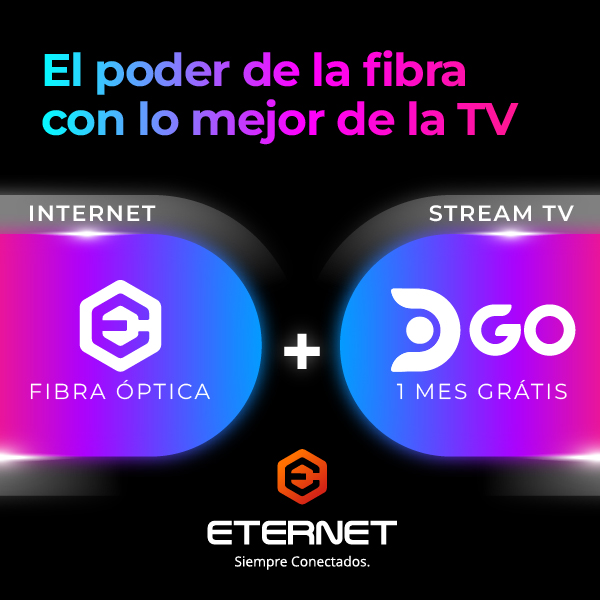 El poder de la fibra
con lo mejor de la TV
INTERNET
STREAM TV
FIBRA ÓPTICA
+
DGO
1 MES GRÁTIS
ETERNET
Siempre Conectados.